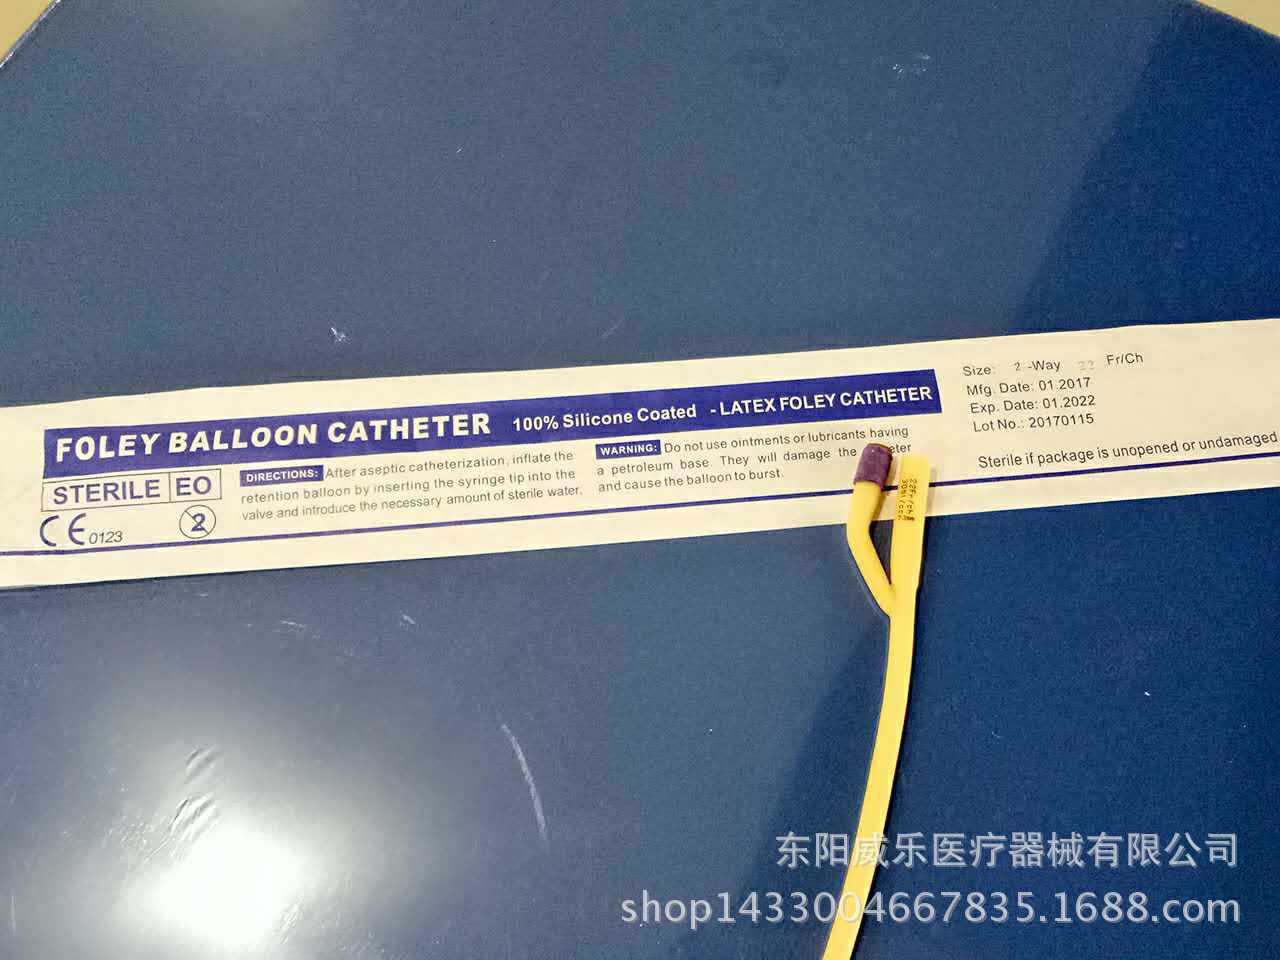 FOLEY BALLOON CATHETER 100% Silicone Coated - LATEX FOLEY CATHETER
STERILE EO
CE 0123
2
DIRECTIONS: After aseptic catheterization, inflate the
retention balloon by inserting the syringe tip into the
valve and introduce the necessary amount of sterile water.
WARNING: Do not use ointments or lubricants having
a petroleum base. They will damage the
and cause the balloon to burst.
Size: 2 -Way 22 Fr/Ch
Mfg. Date: 01.2017
Exp. Date: 01.2022
Lot No.: 20170115
Sterile if package is unopened or undamaged
22Fr/ch
东阳威乐医疗器械有限公司
shop1433004667835.1688.com